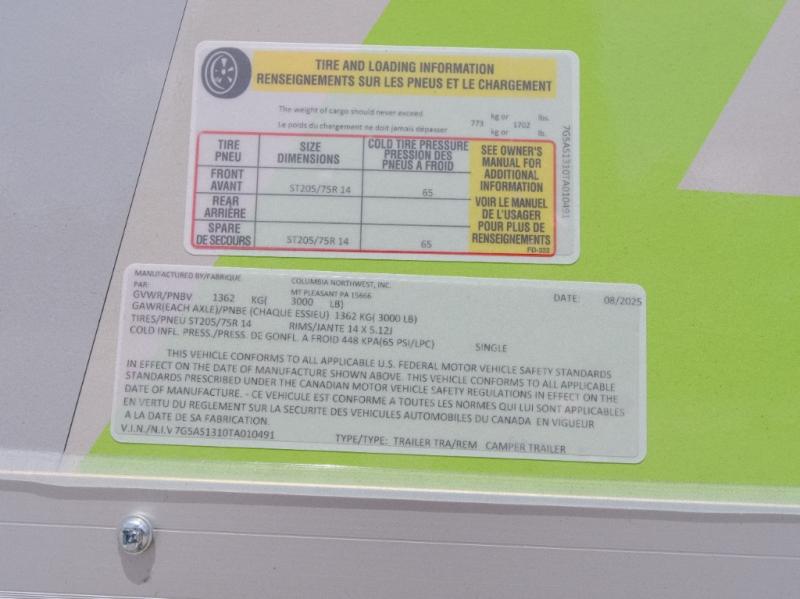 TIRE AND LOADING INFORMATION
RENSEIGNEMENTS SUR LES PNEUS ET LE CHARGEMENT
The weight of cargo should never exceed kg or lbs.
773 1702
Le poids du chargement ne doit jamais dépasser kg or lb.
TIRE PNEU SIZE DIMENSIONS COLD TIRE PRESSURE PRESSION DES PNEUS A FROID
FRONT AVANT ST205/75R 14 65
REAR ARRIÈRE
SPARE DE SECOURS ST205/75R 14 65
SEE OWNER'S
MANUAL FOR
ADDITIONAL
INFORMATION
VOIR LE MANUEL
DE L'USAGER
POUR PLUS DE
RENSEIGNEMENTS
FD-332
7G5AS1310TA010491
MANUFACTURED BY/FABRIQUE COLUMBIA NORTHWEST, INC.
PAR: MT PLEASANT PA 15666
DATE: 08/2025
GVWR/PNBV 1362 KG( 3000 LB)
GAWR(EACH AXLE)/PNBE (CHAQUE ESSIEU) 1362 KG( 3000 LB)
TIRES/PNEU ST205/75R 14 RIMS/JANTE 14 X 5.12J
COLD INFL. PRESS./PRESS. DE GONFL. A FROID 448 KPA(65 PSI/LPC) SINGLE
THIS VEHICLE CONFORMS TO ALL APPLICABLE U.S. FEDERAL MOTOR VEHICLE SAFETY STANDARDS
IN EFFECT ON THE DATE OF MANUFACTURE SHOWN ABOVE. THIS VEHICLE CONFORMS TO ALL APPLICABLE
STANDARDS PRESCRIBED UNDER THE CANADIAN MOTOR VEHICLE SAFETY REGULATIONS IN EFFECT ON THE
DATE OF MANUFACTURE. - CE VEHICULE EST CONFORME A TOUTES LES NORMES QUI LUI SONT APPLICABLES
EN VERTU DU REGLEMENT SUR LA SECURITE DES VEHICULES AUTOMOBILES DU CANADA EN VIGUEUR
A LA DATE DE SA FABRICATION.
V.I.N./N.I.V 7G5AS1310TA010491 TYPE/TYPE: TRAILER TRA/REM CAMPER TRAILER